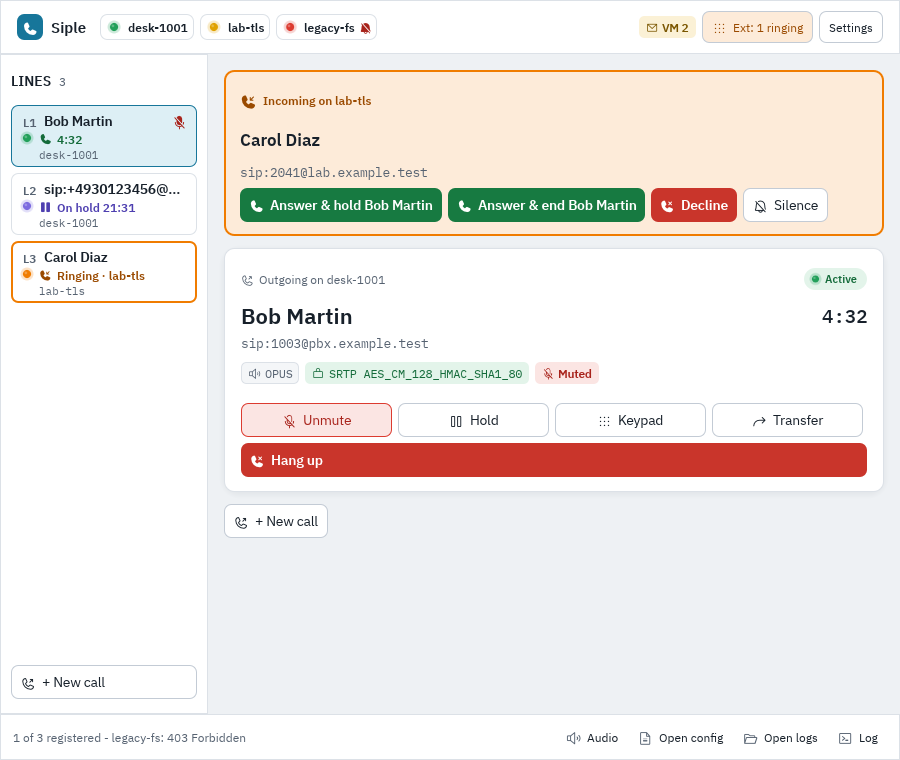 Siple
desk-1001
lab-tls
legacy-fs
VM 2
Ext: 1 ringing
Settings
LINES 3
L1 Bob Martin
4:32
desk-1001
L2 sip:+4930123456@...
On hold 21:31
desk-1001
L3 Carol Diaz
Ringing · lab-tls
lab-tls
+ New call
Incoming on lab-tls
Carol Diaz
sip:2041@lab.example.test
Answer & hold Bob Martin
Answer & end Bob Martin
Decline
Silence
Outgoing on desk-1001
Active
Bob Martin
4:32
sip:1003@pbx.example.test
OPUS
SRTP AES_CM_128_HMAC_SHA1_80
Muted
Unmute
Hold
Keypad
Transfer
Hang up
+ New call
1 of 3 registered - legacy-fs: 403 Forbidden
Audio
Open config
Open logs
Log